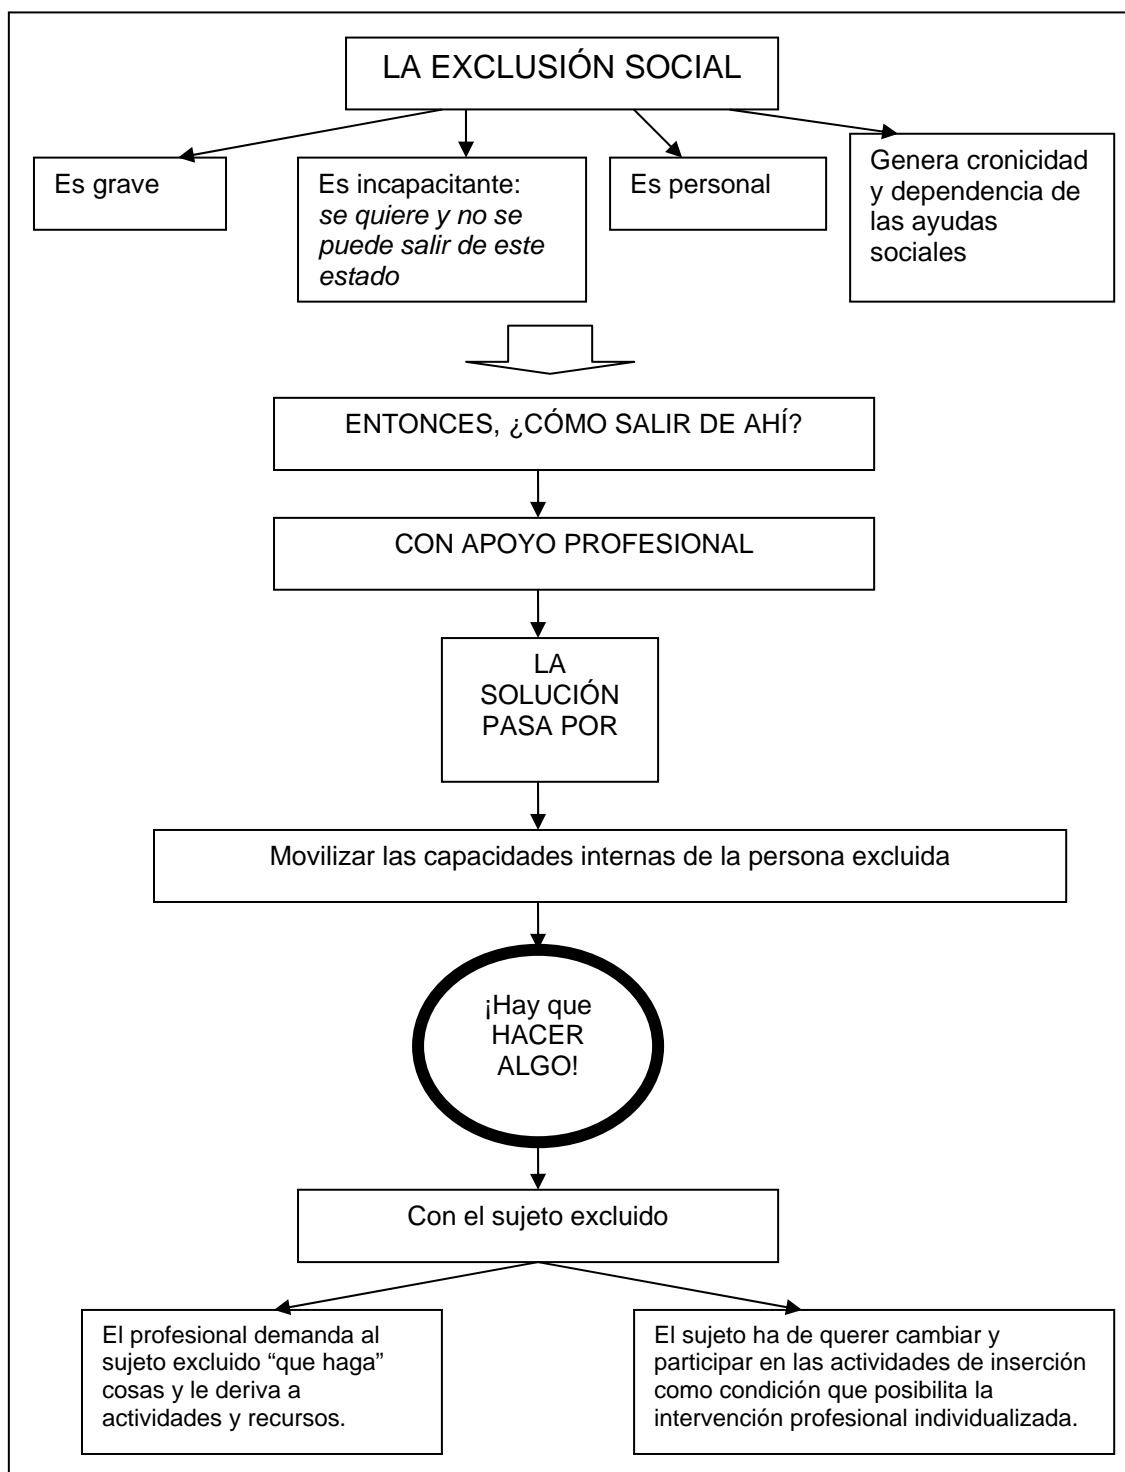 LA EXCLUSIÓN SOCIAL
Es grave
Es incapacitante:
se quiere y no se
puede salir de este
estado
Es personal
Genera cronicidad
y dependencia de
las ayudas
sociales
ENTONCES, ¿CÓMO SALIR DE AHÍ?
CON APOYO PROFESIONAL
LA
SOLUCIÓN
PASA POR
Movilizar las capacidades internas de la persona excluida
¡Hay que
HACER
ALGO!
Con el sujeto excluido
El profesional demanda al
sujeto excluido “que haga”
cosas y le deriva a
actividades y recursos.
El sujeto ha de querer cambiar y
participar en las actividades de inserción
como condición que posibilita la
intervención profesional individualizada.